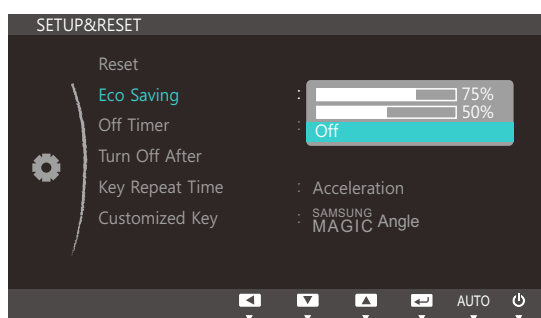 SETUP&RESET
Reset
Eco Saving : 75%
50%
Off Timer : Off
Turn Off After
Key Repeat Time : Acceleration
Customized Key : SAMSUNG MAGIC Angle
AUTO